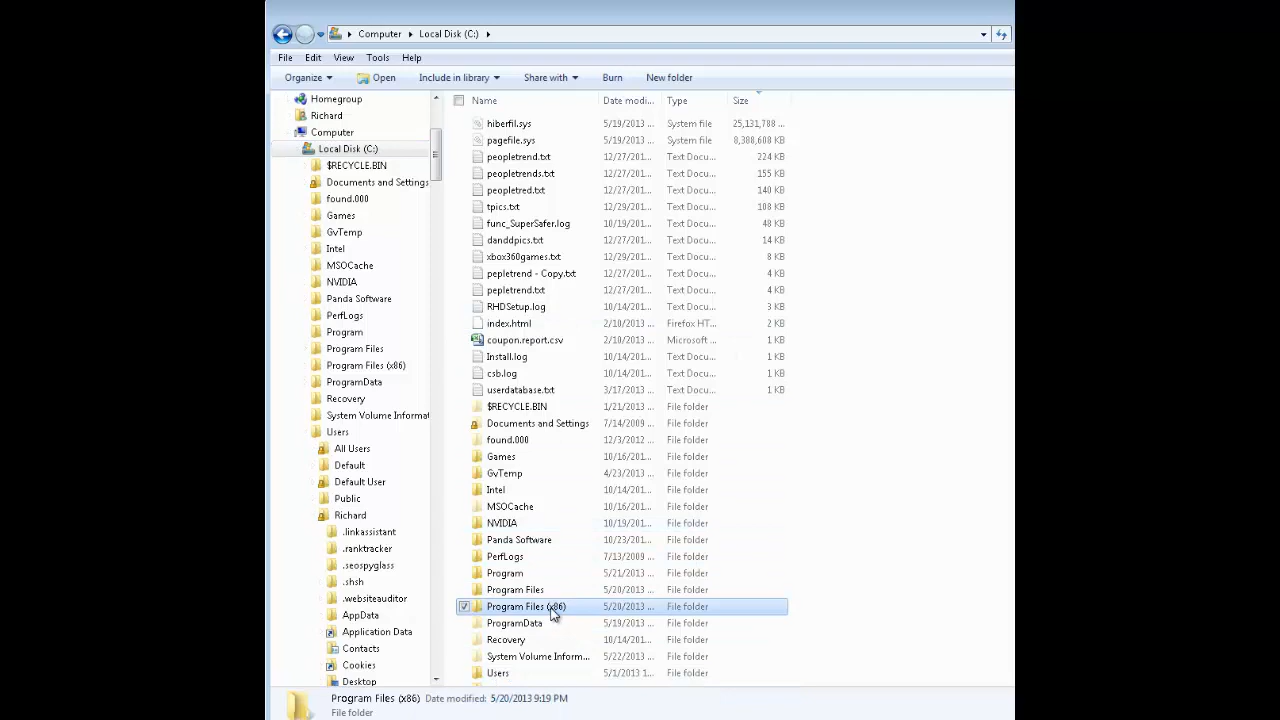 Computer Local Disk (C:)
File Edit View Tools Help
Organize Open Include in library Share with Burn New folder
Homegroup
Richard
Computer
Local Disk (C:)
$RECYCLE.BIN
Documents and Settings
found.000
Games
GvTemp
Intel
MSOCache
NVIDIA
Panda Software
PerfLogs
Program
Program Files
Program Files (x86)
ProgramData
Recovery
System Volume Informat
Users
All Users
Default
Default User
Public
Richard
.linkassistant
.ranktracker
.seospyglass
.shsh
.websiteauditor
AppData
Application Data
Contacts
Cookies
Desktop
Name Date modi... Type Size
hiberfil.sys 5/19/2013 ... System file 25,131,788 ...
pagefile.sys 5/19/2013 ... System file 8,388,608 KB
peopletrend.txt 12/27/201... Text Docu... 224 KB
peopletrends.txt 12/27/201... Text Docu... 155 KB
peopletred.txt 12/27/201... Text Docu... 140 KB
tpics.txt 12/29/201... Text Docu... 108 KB
func_SuperSafer.log 10/19/201... Text Docu... 48 KB
danddpics.txt 12/27/201... Text Docu... 14 KB
xbox360games.txt 12/29/201... Text Docu... 8 KB
pepletrend - Copy.txt 12/27/201... Text Docu... 4 KB
pepletrend.txt 12/27/201... Text Docu... 4 KB
RHDSetup.log 10/14/201... Text Docu... 3 KB
index.html 2/10/2013 ... Firefox HT... 2 KB
coupon.report.csv 2/10/2013 ... Microsoft ... 1 KB
Install.log 10/14/201... Text Docu... 1 KB
csb.log 10/14/201... Text Docu... 1 KB
userdatabase.txt 3/17/2013 ... Text Docu... 1 KB
$RECYCLE.BIN 1/21/2013 ... File folder
Documents and Settings 7/14/2009 ... File folder
found.000 12/3/2012 ... File folder
Games 10/16/201... File folder
GvTemp 4/23/2013 ... File folder
Intel 10/14/201... File folder
MSOCache 10/16/201... File folder
NVIDIA 10/19/201... File folder
Panda Software 10/23/201... File folder
PerfLogs 7/13/2009 ... File folder
Program 5/21/2013 ... File folder
Program Files 5/20/2013 ... File folder
Program Files (x86) 5/20/2013 ... File folder
ProgramData 5/19/2013 ... File folder
Recovery 10/14/201... File folder
System Volume Inform... 5/22/2013 ... File folder
Users 5/1/2013 1... File folder
Program Files (x86) Date modified: 5/20/2013 9:19 PM
File folder